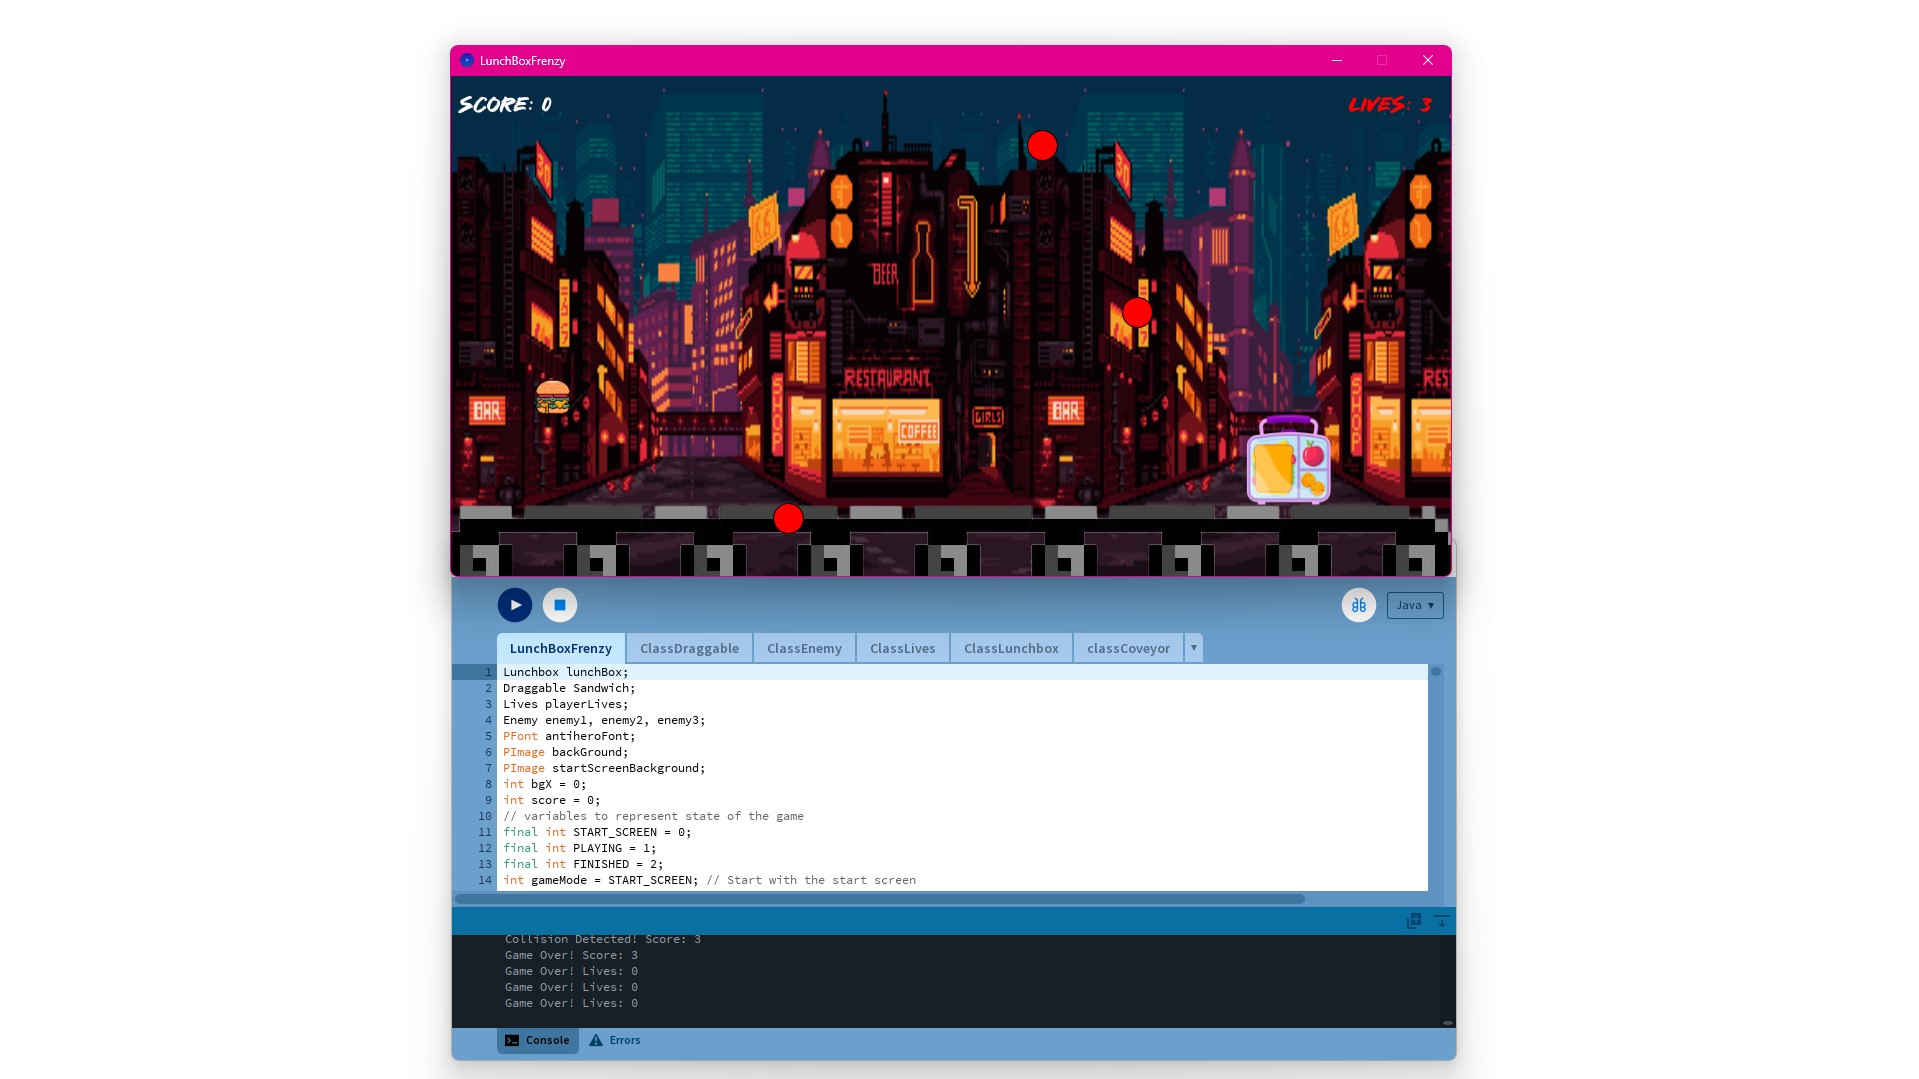 LunchBoxFrenzy
SCORE: 0
LIVES: 3
BEER
RESTAURANT
BAR
COFFEE
GIRLS
BAR
SHOP
SHOP
RES
Java
LunchBoxFrenzy ClassDraggable ClassEnemy ClassLives ClassLunchbox classCoveyor
1 Lunchbox lunchBox;
2 Draggable Sandwich;
3 Lives playerLives;
4 Enemy enemy1, enemy2, enemy3;
5 PFont antiheroFont;
6 PImage backGround;
7 PImage startScreenBackground;
8 int bgX = 0;
9 int score = 0;
10 // variables to represent state of the game
11 final int START_SCREEN = 0;
12 final int PLAYING = 1;
13 final int FINISHED = 2;
14 int gameMode = START_SCREEN; // Start with the start screen
Collision Detected! Score: 3
Game Over! Score: 3
Game Over! Lives: 0
Game Over! Lives: 0
Game Over! Lives: 0
Console Errors